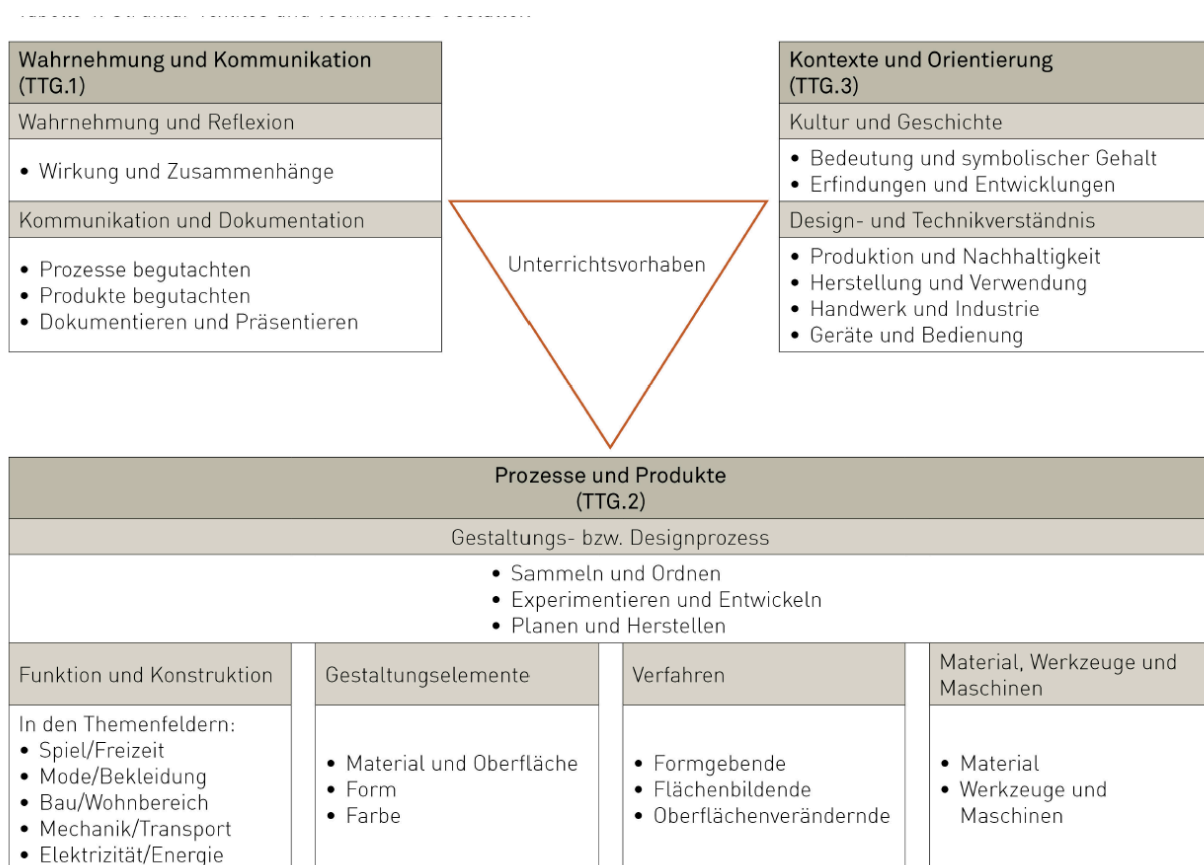 Wahrnehmung und Kommunikation
(TTG.1)
Wahrnehmung und Reflexion
• Wirkung und Zusammenhänge
Kommunikation und Dokumentation
• Prozesse begutachten
• Produkte begutachten
• Dokumentieren und Präsentieren
Unterrichtsvorhaben
Kontexte und Orientierung
(TTG.3)
Kultur und Geschichte
• Bedeutung und symbolischer Gehalt
• Erfindungen und Entwicklungen
Design- und Technikverständnis
• Produktion und Nachhaltigkeit
• Herstellung und Verwendung
• Handwerk und Industrie
• Geräte und Bedienung
Prozesse und Produkte
(TTG.2)
Gestaltungs- bzw. Designprozess
• Sammeln und Ordnen
• Experimentieren und Entwickeln
• Planen und Herstellen
Funktion und Konstruktion
In den Themenfeldern:
• Spiel/Freizeit
• Mode/Bekleidung
• Bau/Wohnbereich
• Mechanik/Transport
• Elektrizität/Energie
Gestaltungselemente
• Material und Oberfläche
• Form
• Farbe
Verfahren
• Formgebende
• Flächenbildende
• Oberflächenverändernde
Material, Werkzeuge und
Maschinen
• Material
• Werkzeuge und
Maschinen